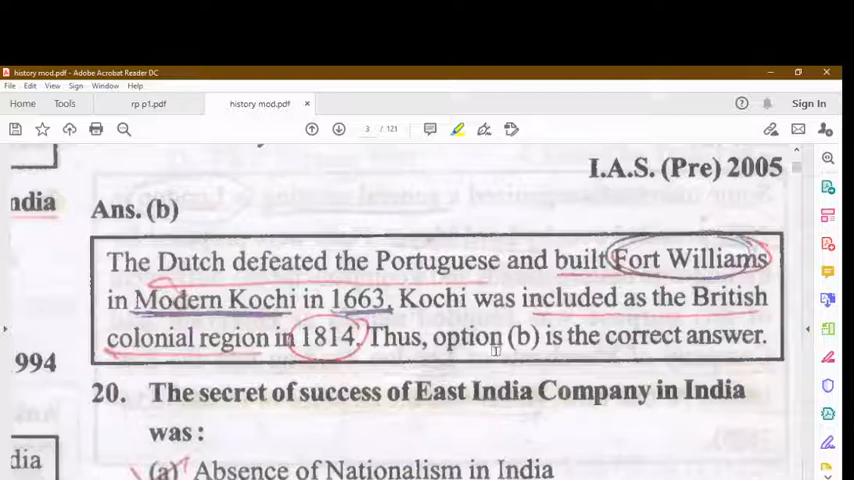 history mod.pdf - Adobe Acrobat Reader DC
File Edit View Sign Window Help
Home Tools rp p1.pdf history mod.pdf × Sign In
3 / 121
I.A.S. (Pre) 2005
ndia
Ans. (b)
The Dutch defeated the Portuguese and built Fort Williams
in Modern Kochi in 1663. Kochi was included as the British
colonial region in 1814. Thus, option (b) is the correct answer.
994
20. The secret of success of East India Company in India
was :
dia
(a) Absence of Nationalism in India